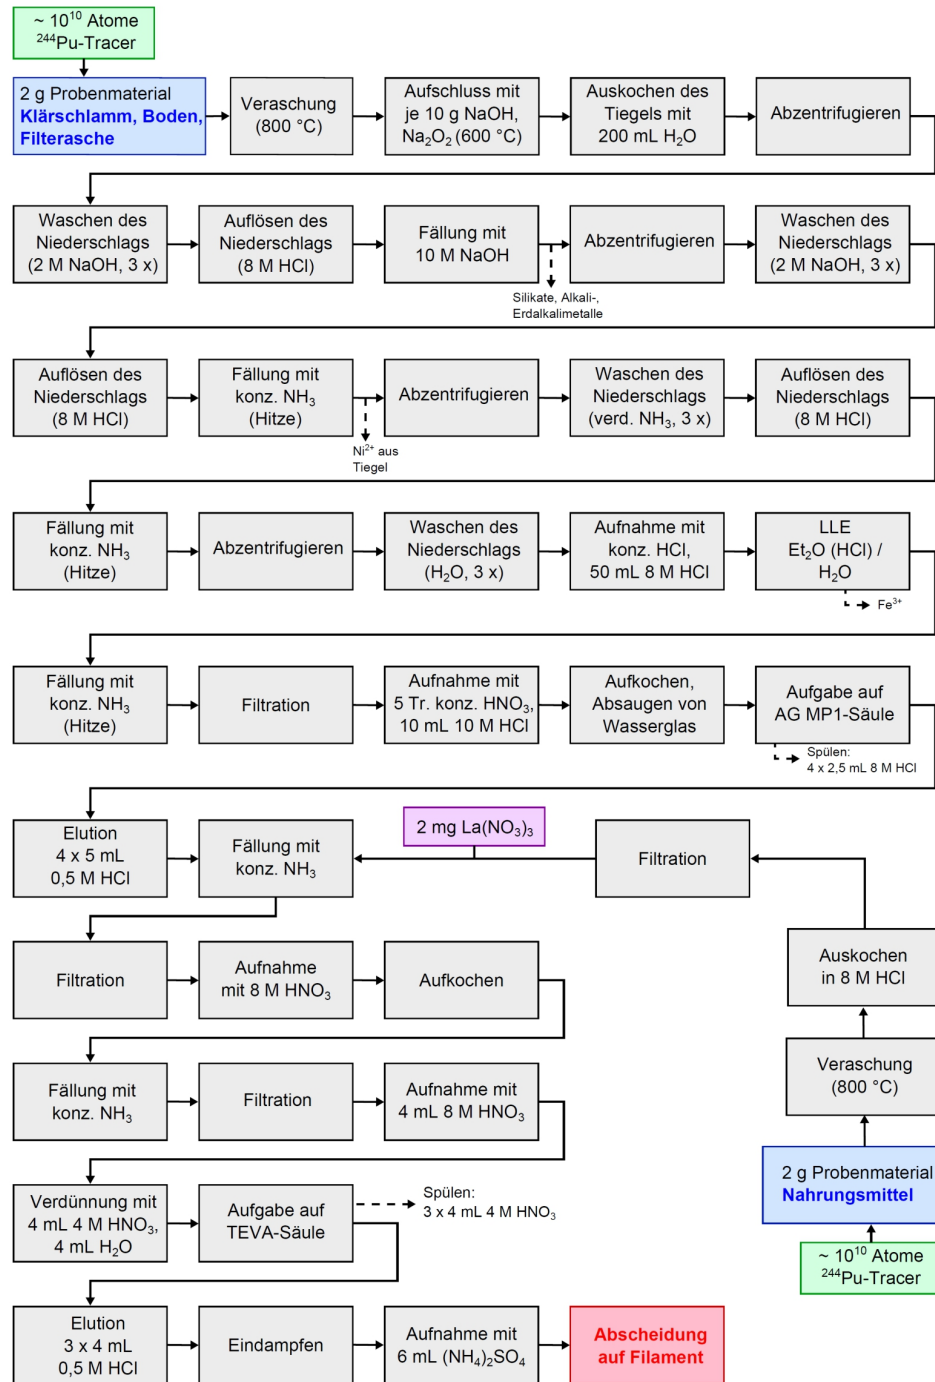 ~ 10¹⁰ Atome
²⁴⁴Pu-Tracer
2 g Probenmaterial
Klärschlamm, Boden,
Filterasche
Veraschung
(800 °C)
Aufschluss mit
je 10 g NaOH,
Na₂O₂ (600 °C)
Auskochen des
Tiegels mit
200 mL H₂O
Abzentrifugieren
Waschen des
Niederschlags
(2 M NaOH, 3 x)
Auflösen des
Niederschlags
(8 M HCl)
Fällung mit
10 M NaOH
Silikate, Alkali-,
Erdalkalimetalle
Abzentrifugieren
Waschen des
Niederschlags
(2 M NaOH, 3 x)
Auflösen des
Niederschlags
(8 M HCl)
Fällung mit
konz. NH₃
(Hitze)
Ni²⁺ aus
Tiegel
Abzentrifugieren
Waschen des
Niederschlags
(verd. NH₃, 3 x)
Auflösen des
Niederschlags
(8 M HCl)
Fällung mit
konz. NH₃
(Hitze)
Abzentrifugieren
Waschen des
Niederschlags
(H₂O, 3 x)
Aufnahme mit
konz. HCl,
50 mL 8 M HCl
LLE
Et₂O (HCl) /
H₂O
Fe³⁺
Fällung mit
konz. NH₃
(Hitze)
Filtration
Aufnahme mit
5 Tr. konz. HNO₃,
10 mL 10 M HCl
Aufkochen,
Absaugen von
Wasserglas
Aufgabe auf
AG MP1-Säule
Spülen:
4 x 2,5 mL 8 M HCl
Elution
4 x 5 mL
0,5 M HCl
Fällung mit
konz. NH₃
2 mg La(NO₃)₃
Filtration
Filtration
Aufnahme
mit 8 M HNO₃
Aufkochen
Auskochen
in 8 M HCl
Fällung mit
konz. NH₃
Filtration
Aufnahme mit
4 mL 8 M HNO₃
Veraschung
(800 °C)
Verdünnung mit
4 mL 4 M HNO₃,
4 mL H₂O
Aufgabe auf
TEVA-Säule
Spülen:
3 x 4 mL 4 M HNO₃
2 g Probenmaterial
Nahrungsmittel
~ 10¹⁰ Atome
²⁴⁴Pu-Tracer
Elution
3 x 4 mL
0,5 M HCl
Eindampfen
Aufnahme mit
6 mL (NH₄)₂SO₄
Abscheidung
auf Filament